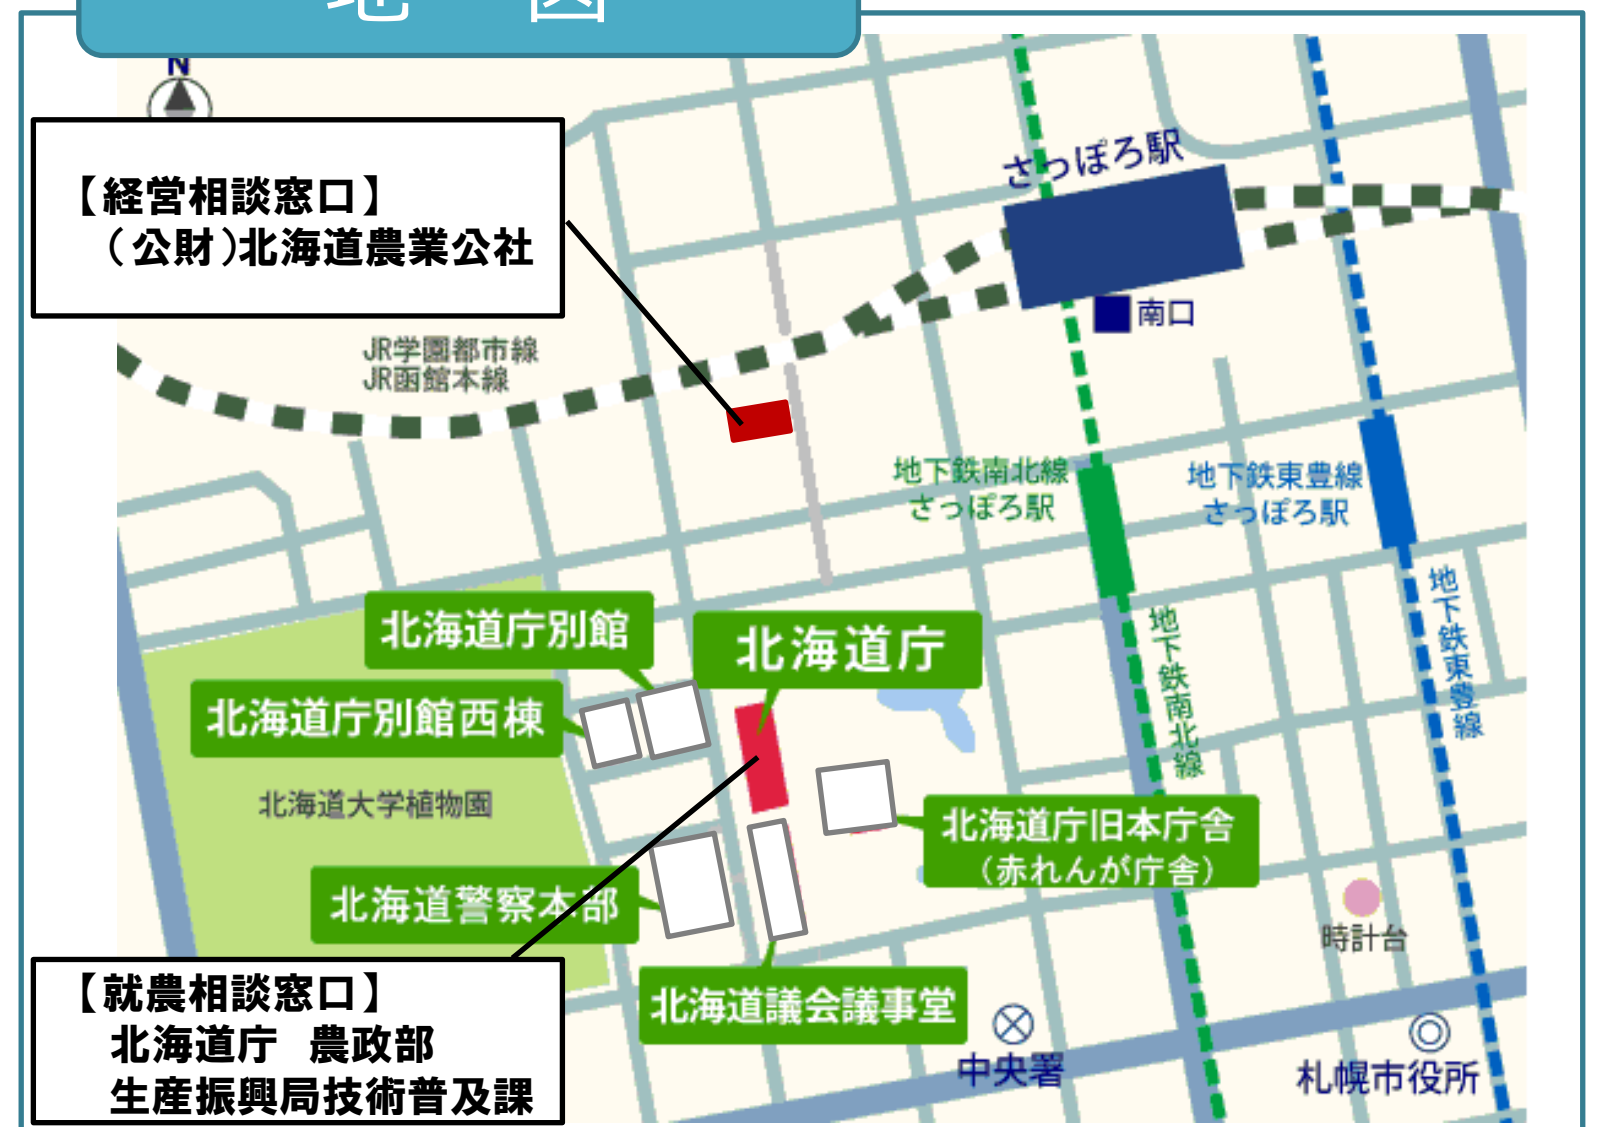 地 図
N
【経営相談窓口】
（公財）北海道農業公社
さっぽろ駅
南口
JR学園都市線
JR函館本線
地下鉄南北線
さっぽろ駅
地下鉄東豊線
さっぽろ駅
地下鉄南北線
地下鉄東豊線
北海道庁別館
北海道庁
北海道庁別館西棟
北海道大学植物園
北海道庁旧本庁舎
（赤れんが庁舎）
北海道警察本部
時計台
【就農相談窓口】
北海道庁　農政部
生産振興局技術普及課
北海道議会議事堂
中央署
札幌市役所